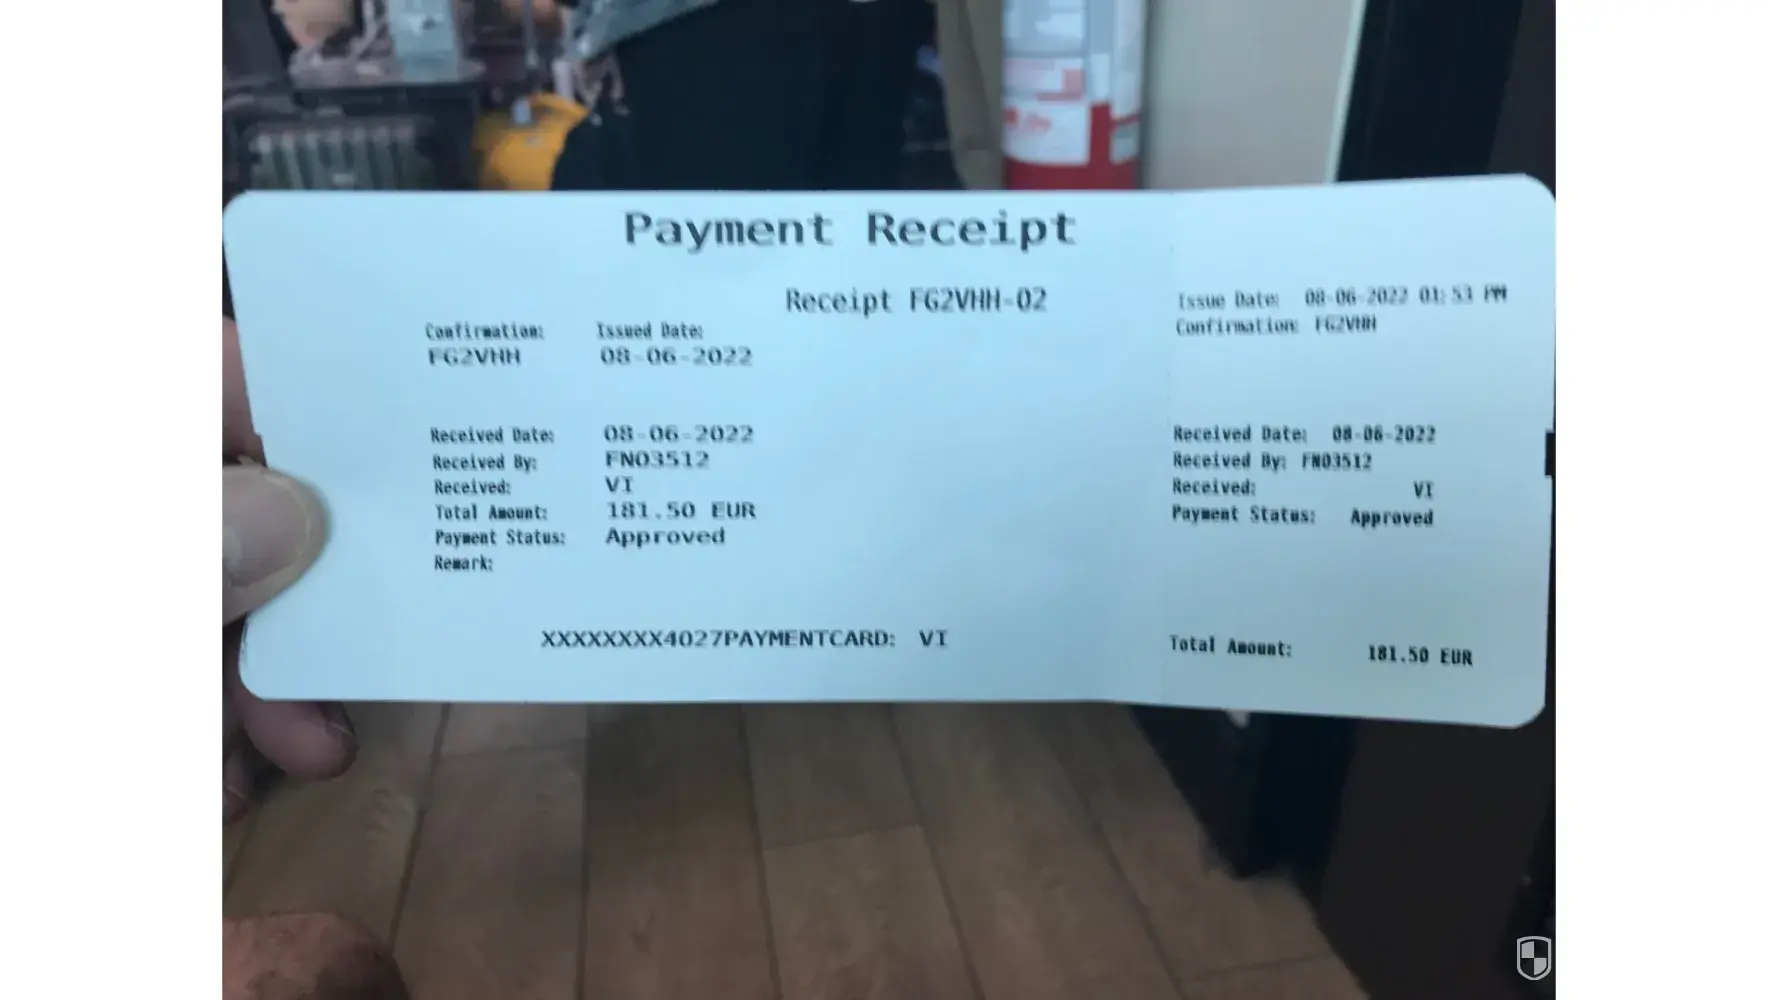 Payment Receipt
Receipt FG2VHH-02
Confirmation: Issued Date:
FG2VHH 08-06-2022
Received Date: 08-06-2022
Received By: FN03512
Received: VI
Total Amount: 181.50 EUR
Payment Status: Approved
Remark:
XXXXXXXX4027PAYMENTCARD: VI
Issue Date: 08-06-2022 01:53 PM
Confirmation: FG2VHH
Received Date: 08-06-2022
Received By: FN03512
Received: VI
Payment Status: Approved
Total Amount: 181.50 EUR